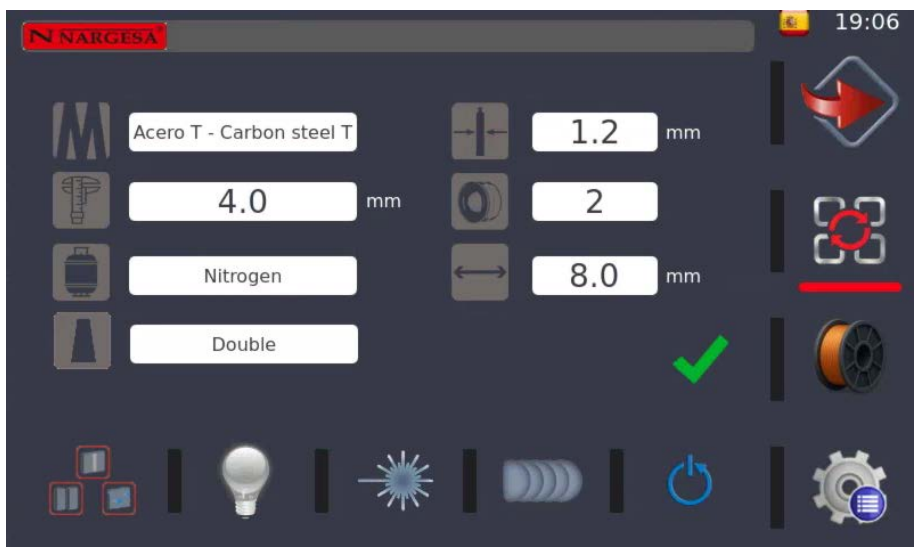 NARGESA®
19:06
Acero T - Carbon steel T
1.2 mm
4.0 mm
2
Nitrogen
8.0 mm
Double